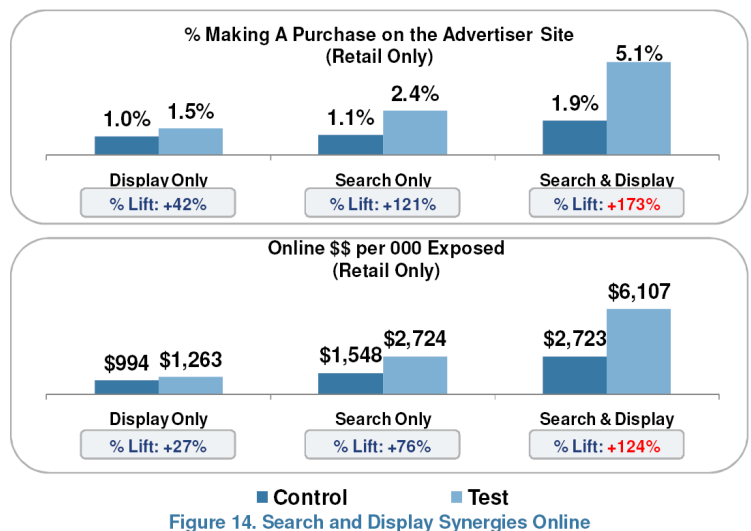 % Making A Purchase on the Advertiser Site
(Retail Only)
1.0% 1.5% 1.1% 2.4% 1.9% 5.1%
Display Only Search Only Search & Display
% Lift: +42% % Lift: +121% % Lift: +173%
Online $$ per 000 Exposed
(Retail Only)
$994 $1,263 $1,548 $2,724 $2,723 $6,107
Display Only Search Only Search & Display
% Lift: +27% % Lift: +76% % Lift: +124%
Control Test
Figure 14. Search and Display Synergies Online